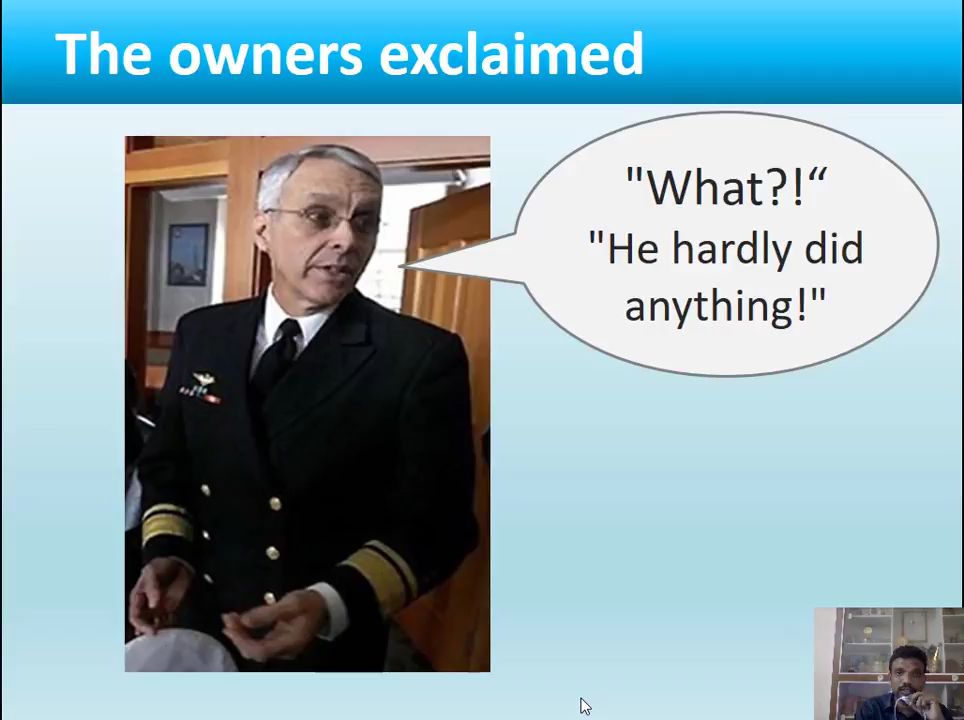 The owners exclaimed
"What?!“
"He hardly did
anything!"